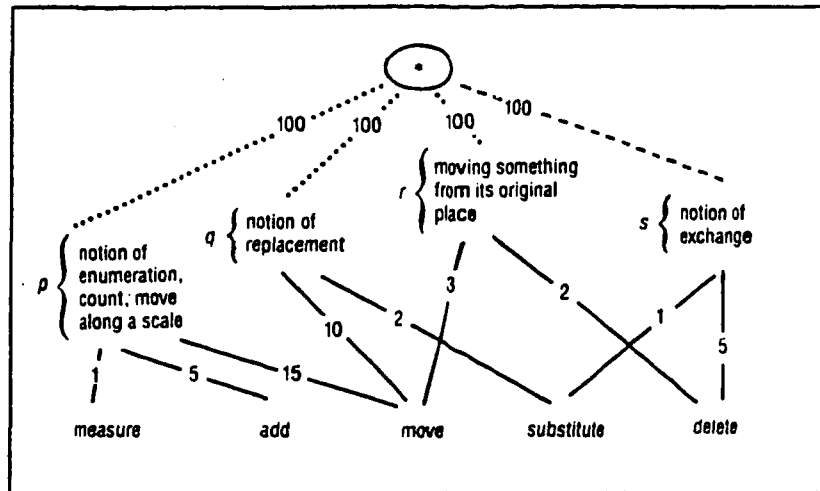 *
100
100
100
100
r { moving something
from its original
place
q { notion of
replacement
s { notion of
exchange
p { notion of
enumeration,
count; move
along a scale
3
2
10
2
1
1
5
15
5
measure
add
move
substitute
delete